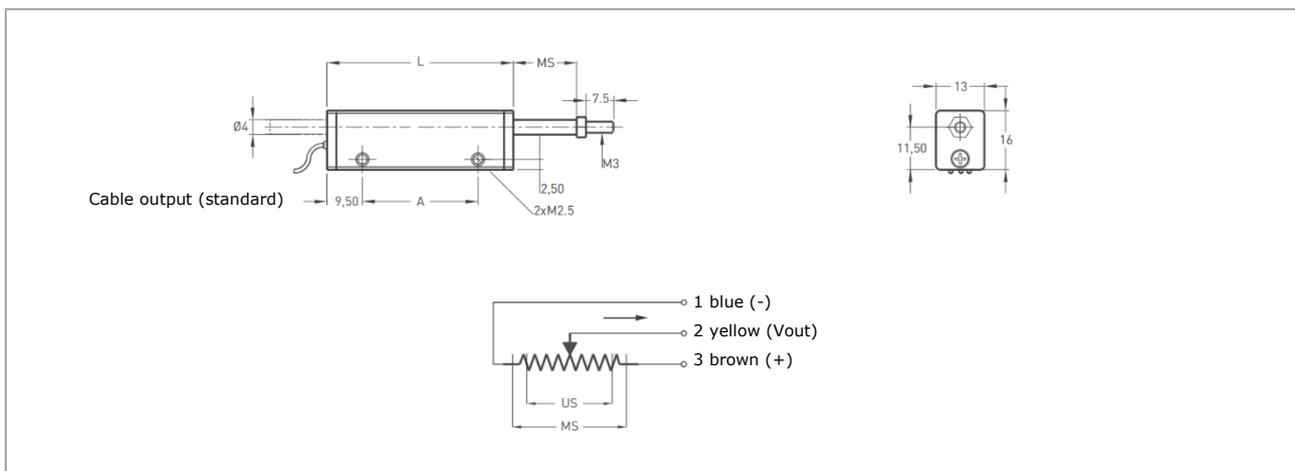 L
MS
7.5
Ø4
M3
2,50
2xM2.5
Cable output (standard)
9,50
A
13
11,50
16
1 blue (-)
2 yellow (Vout)
3 brown (+)
US
MS